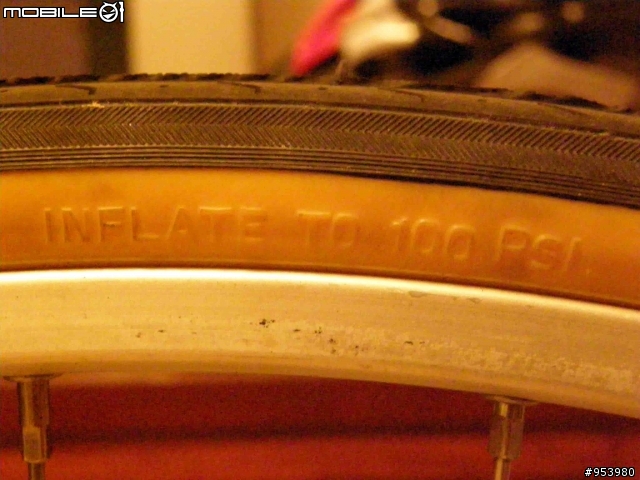 MOBILE01
INFLATE TO 100 PSI.
#953980